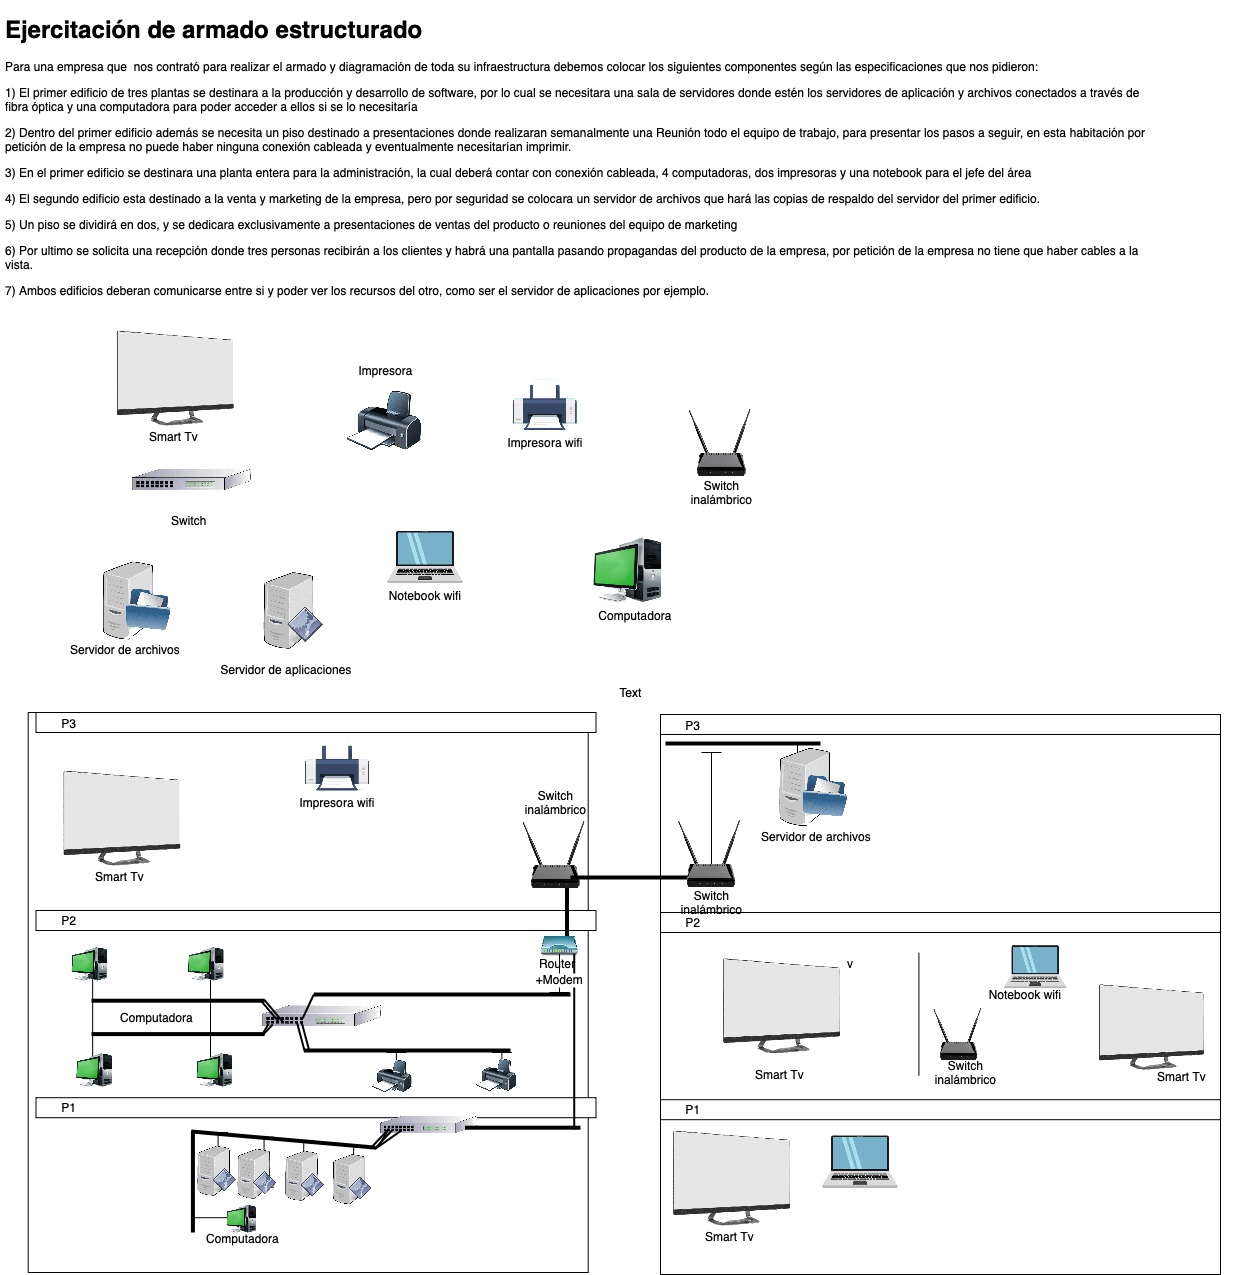 Ejercitación de armado estructurado
Para una empresa que  nos contrató para realizar el armado y diagramación de toda su infraestructura debemos colocar los siguientes componentes según las especificaciones que nos pidieron:
1) El primer edificio de tres plantas se destinara a la producción y desarrollo de software, por lo cual se necesitara una sala de servidores donde estén los servidores de aplicación y archivos conectados a través de
fibra óptica y una computadora para poder acceder a ellos si se lo necesitaría
2) Dentro del primer edificio además se necesita un piso destinado a presentaciones donde realizaran semanalmente una Reunión todo el equipo de trabajo, para presentar los pasos a seguir, en esta habitación por
petición de la empresa no puede haber ninguna conexión cableada y eventualmente necesitarían imprimir.
3) En el primer edificio se destinara una planta entera para la administración, la cual deberá contar con conexión cableada, 4 computadoras, dos impresoras y una notebook para el jefe del área
4) El segundo edificio esta destinado a la venta y marketing de la empresa, pero por seguridad se colocara un servidor de archivos que hará las copias de respaldo del servidor del primer edificio.
5) Un piso se dividirá en dos, y se dedicara exclusivamente a presentaciones de ventas del producto o reuniones del equipo de marketing
6) Por ultimo se solicita una recepción donde tres personas recibirán a los clientes y habrá una pantalla pasando propagandas del producto de la empresa, por petición de la empresa no tiene que haber cables a la
vista.
7) Ambos edificios deberan comunicarse entre si y poder ver los recursos del otro, como ser el servidor de aplicaciones por ejemplo.
Impresora
Smart Tv
Impresora wifi
Switch
inalámbrico
Switch
Notebook wifi
Computadora
Servidor de archivos
Servidor de aplicaciones
Text
P3
P3
Impresora wifi
Switch
inalámbrico
Smart Tv
Servidor de archivos
Switch
inalámbrico
P2
P2
Router
+Modem
v
Notebook wifi
Computadora
Switch
inalámbrico
Smart Tv
Smart Tv
P1
P1
Computadora
Smart Tv